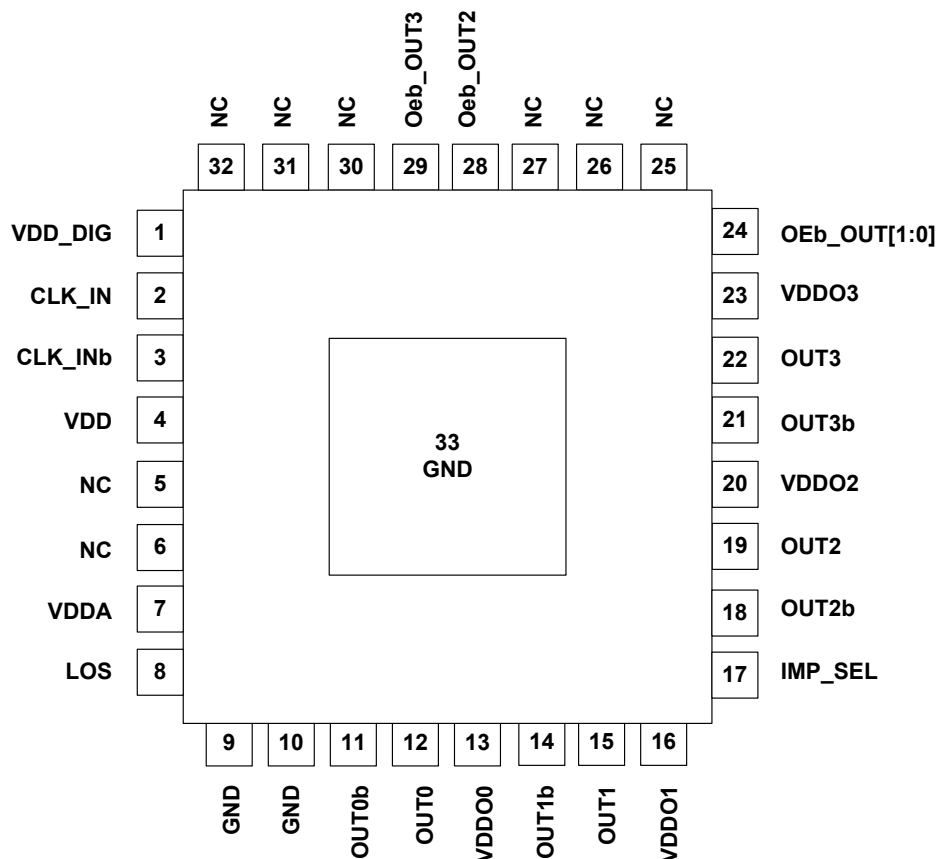 Oeb_OUT3
Oeb_OUT2
NC
NC
NC
NC
NC
NC
32
31
30
29
28
27
26
25
VDD_DIG
1
24
OEb_OUT[1:0]
CLK_IN
2
23
VDDO3
CLK_INb
3
22
OUT3
VDD
4
21
OUT3b
33
GND
NC
5
20
VDDO2
NC
6
19
OUT2
VDDA
7
18
OUT2b
LOS
8
17
IMP_SEL
9
10
11
12
13
14
15
16
GND
GND
OUT0b
OUT0
VDDO0
OUT1b
OUT1
VDDO1